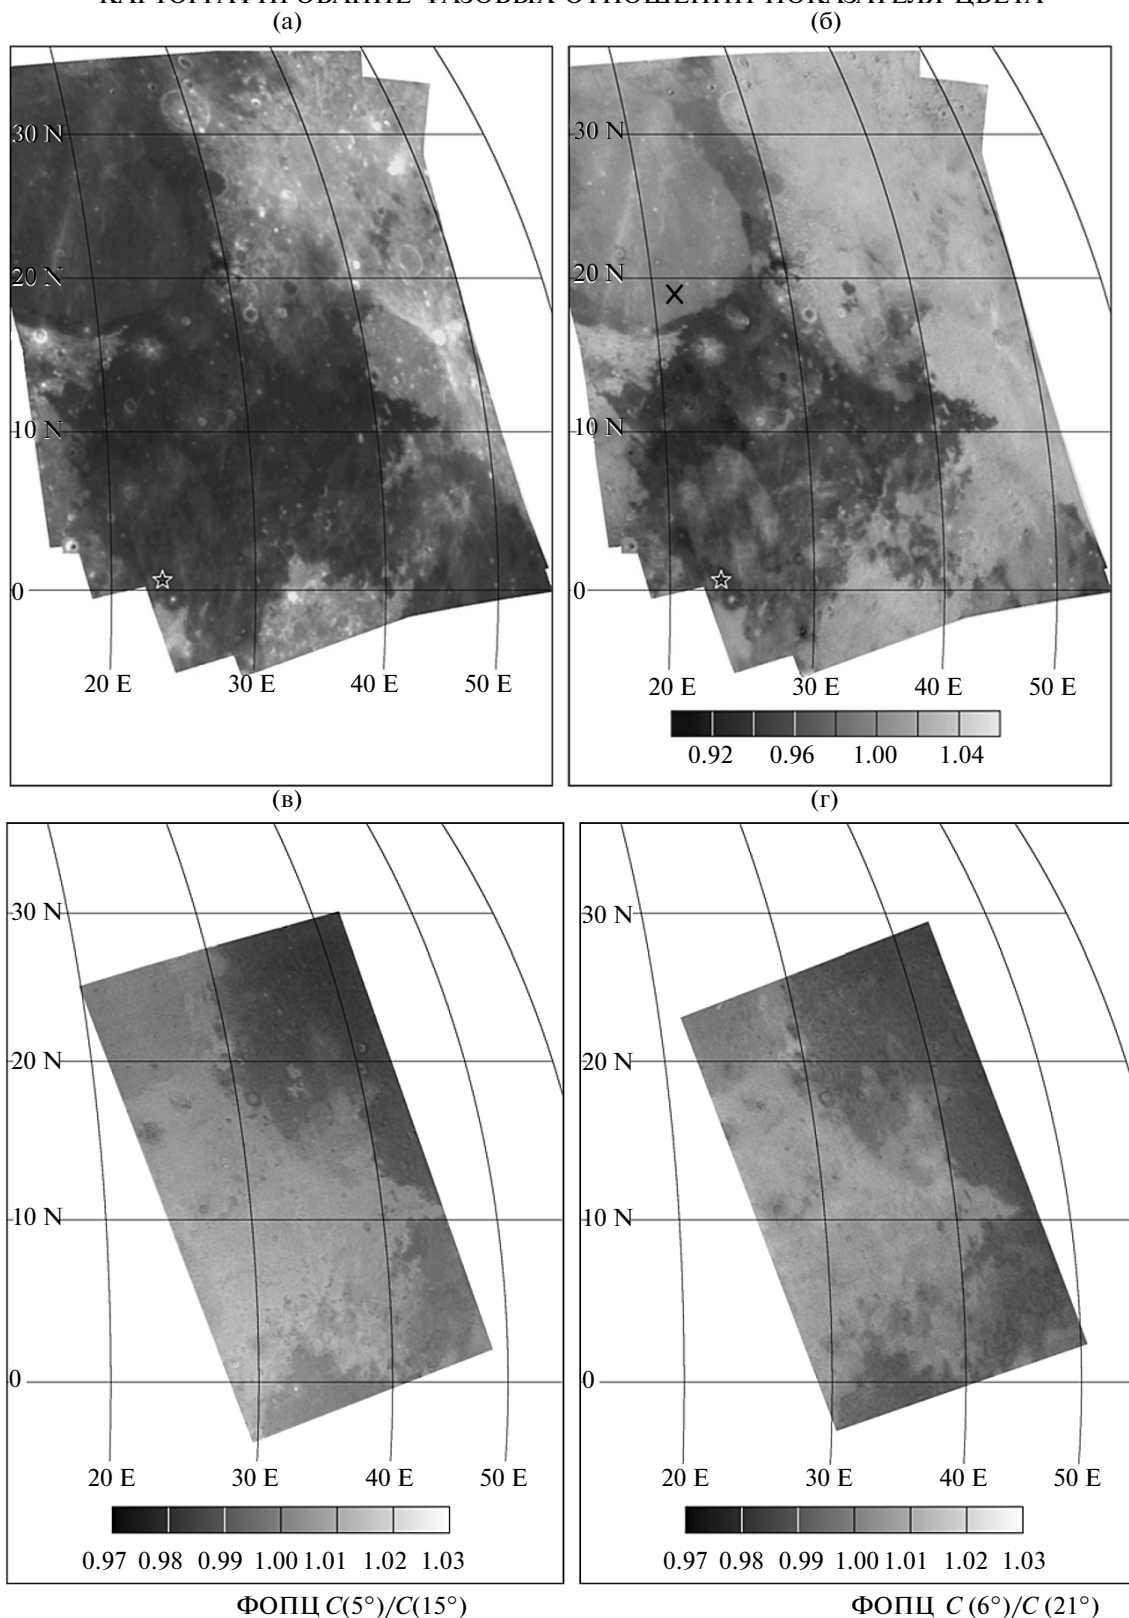 КАРТОГРАФИРОВАНИЕ ФАЗОВЫХ ОТНОШЕНИЙ ПОКАЗАТЕЛЯ ЦВЕТА
(а)
(б)
30 N
20 N
10 N
0
20 E 30 E 40 E 50 E
30 N
20 N
10 N
0
20 E 30 E 40 E 50 E
0.92 0.96 1.00 1.04
(в)
(г)
30 N
20 N
10 N
0
20 E 30 E 40 E 50 E
0.97 0.98 0.99 1.00 1.01 1.02 1.03
ФОПЦ C(5°)/C(15°)
30 N
20 N
10 N
0
20 E 30 E 40 E 50 E
0.97 0.98 0.99 1.00 1.01 1.02 1.03
ФОПЦ C (6°)/C (21°)